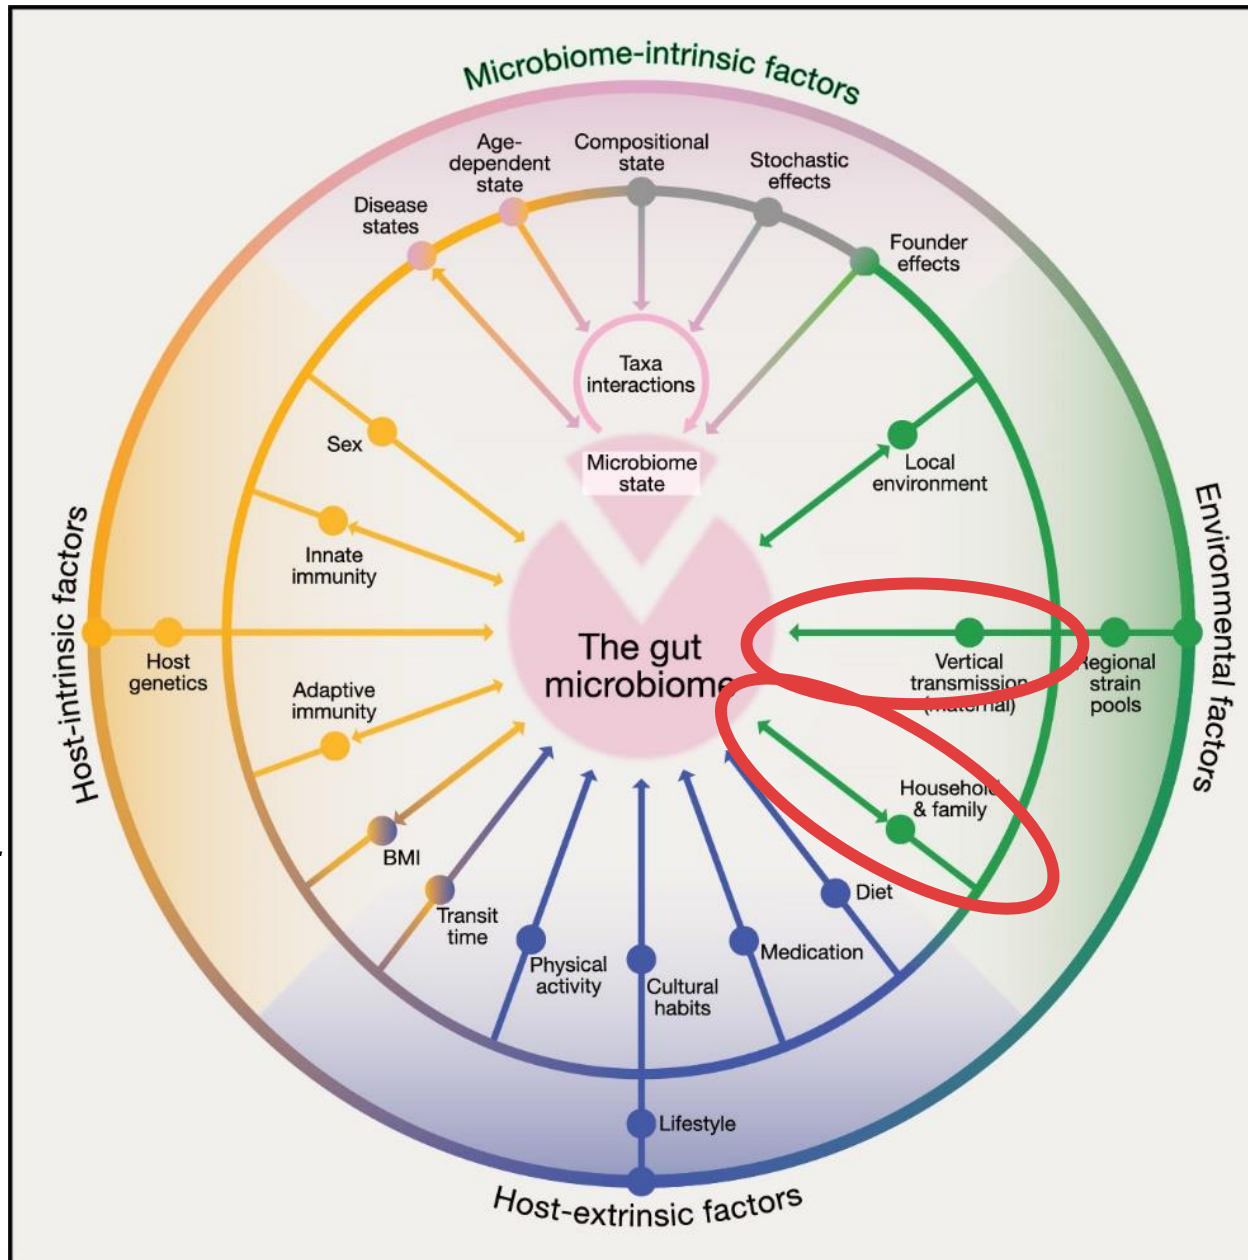 Microbiome-intrinsic factors
Age-
dependent
state
Compositional
state
Stochastic
effects
Disease
states
Founder
effects
Taxa
interactions
Sex
Microbiome
state
Local
environment
Innate
immunity
Host-intrinsic factors
Environmental factors
Host
genetics
The gut
microbiome
Vertical
transmission
(maternal)
Regional
strain
pools
Adaptive
immunity
Household
& family
BMI
Transit
time
Diet
Physical
activity
Cultural
habits
Medication
Lifestyle
Host-extrinsic factors